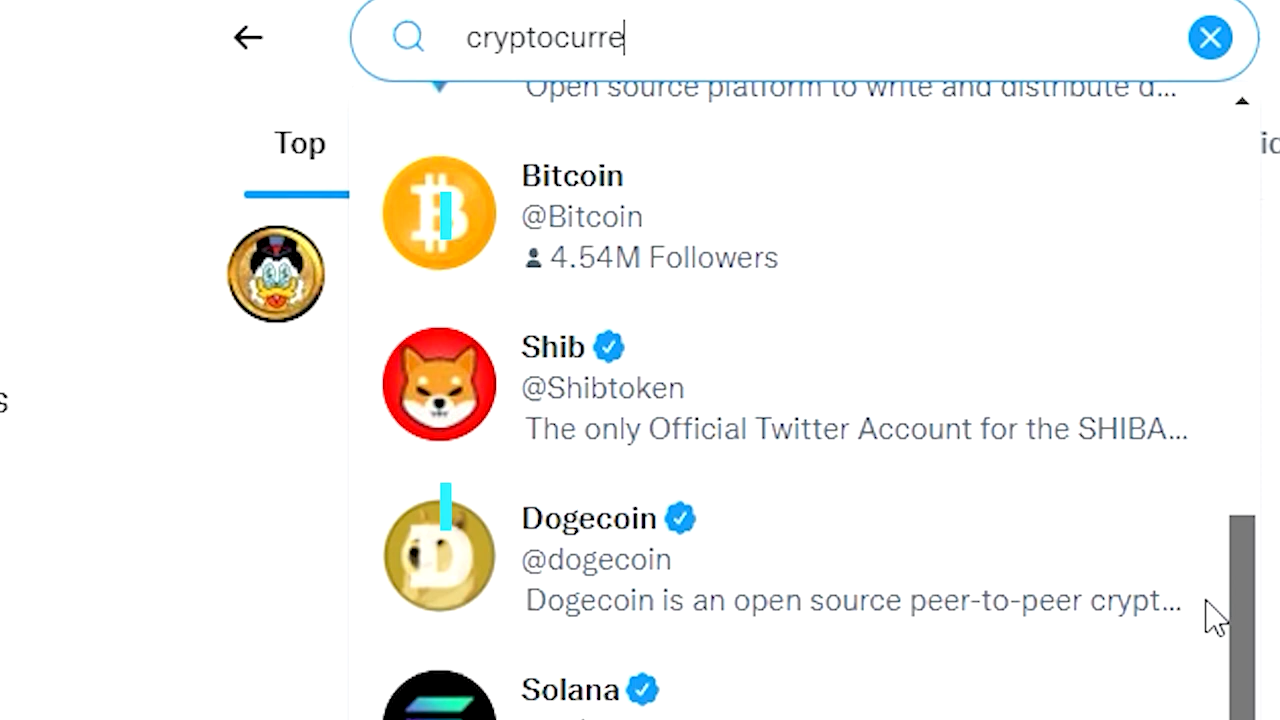 cryptocurre
Open source platform to write and distribute d...
Top
Bitcoin
@Bitcoin
4.54M Followers
Shib
@Shibtoken
The only Official Twitter Account for the SHIBA...
Dogecoin
@dogecoin
Dogecoin is an open source peer-to-peer crypt...
Solana